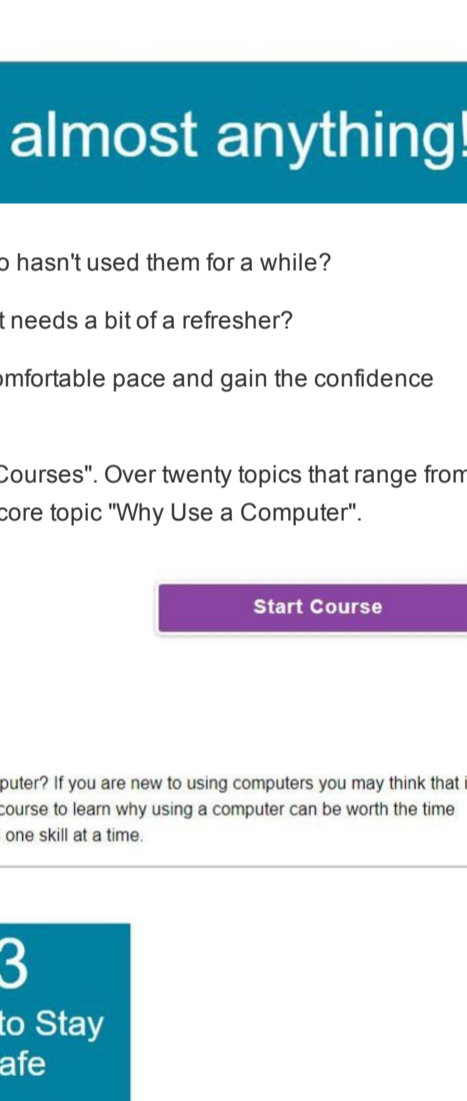 almost anything!
hasn't used them for a while?
needs a bit of a refresher?
pace and gain the confidence
Courses". Over twenty topics that range from
core topic "Why Use a Computer".
Start Course
If you are new to using computers you may think that
course to learn why using a computer can be worth the time
one skill at a time.
3
to Stay